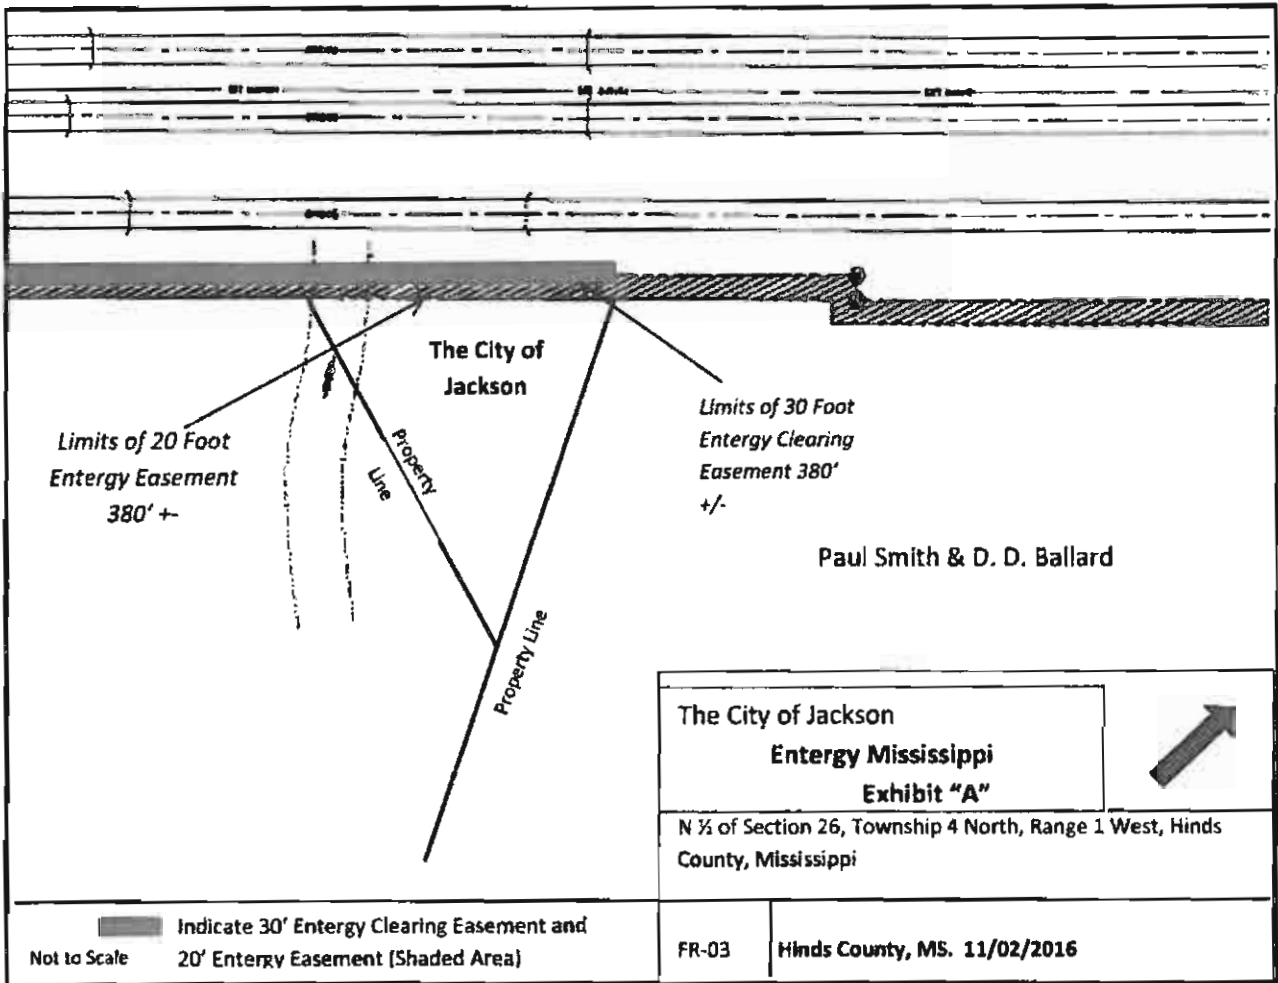 The City of
Jackson
Limits of 20 Foot
Entergy Easement
380' +-
Limits of 30 Foot
Entergy Clearing
Easement 380'
+/-
Property
Line
Property Line
Paul Smith & D. D. Ballard
The City of Jackson
Entergy Mississippi
Exhibit "A"
N ½ of Section 26, Township 4 North, Range 1 West, Hinds
County, Mississippi
Indicate 30' Entergy Clearing Easement and
Not to Scale
20' Entergy Easement (Shaded Area)
FR-03
Hinds County, MS. 11/02/2016